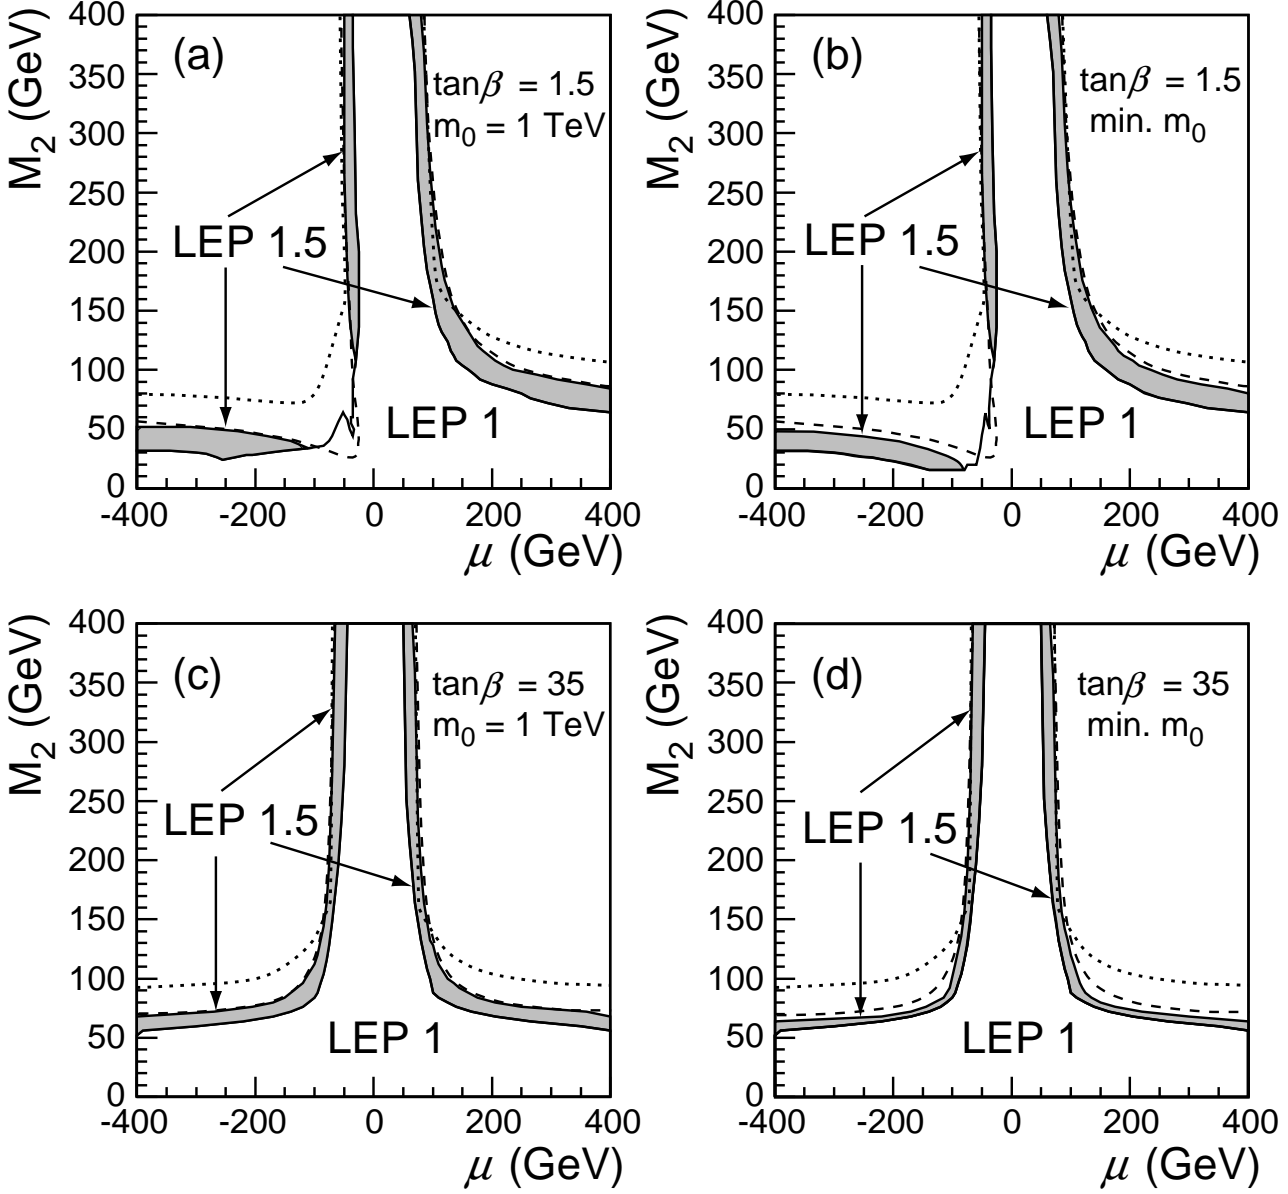 (a)
tanβ = 1.5
m0 = 1 TeV
LEP 1.5
LEP 1
M2 (GeV)
400
350
300
250
200
150
100
50
0
-400
-200
0
200
400
μ (GeV)
(b)
tanβ = 1.5
min. m0
LEP 1.5
LEP 1
M2 (GeV)
400
350
300
250
200
150
100
50
0
-400
-200
0
200
400
μ (GeV)
(c)
tanβ = 35
m0 = 1 TeV
LEP 1.5
LEP 1
M2 (GeV)
400
350
300
250
200
150
100
50
0
-400
-200
0
200
400
μ (GeV)
(d)
tanβ = 35
min. m0
LEP 1.5
LEP 1
M2 (GeV)
400
350
300
250
200
150
100
50
0
-400
-200
0
200
400
μ (GeV)